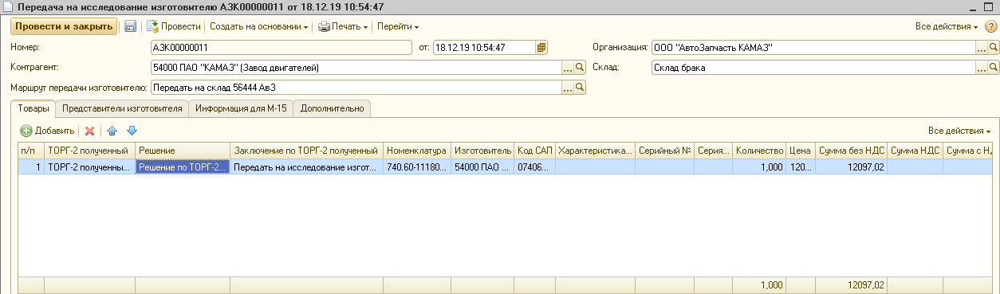 Передача на исследование изготовителю АЗК00000011 от 18.12.19 10:54:47
Провести и закрыть Провести Создать на основании Печать Перейти Все действия
Номер: АЗК00000011 от: 18.12.19 10:54:47 Организация: ООО "АвтоЗапчасть КАМАЗ"
Контрагент: 54000 ПАО "КАМАЗ" (Завод двигателей) Склад: Склад брака
Маршрут передачи изготовителю: Передать на склад 56444 АвЗ
Товары Представители изготовителя Информация для М-15 Дополнительно
Добавить Все действия
п/п ТОРГ-2 полученный Решение Заключение по ТОРГ-2 полученный Номенклатура Изготовитель Код САП Характеристика... Серийный № Серия... Количество Цена Сумма без НДС Сумма НДС Сумма с НД
1 ТОРГ-2 полученны... Решение по ТОРГ-2... Передать на исследование изгот... 740.60-11180... 54000 ПАО ... 07406... 1,000 120... 12097,02
1,000 12097,02